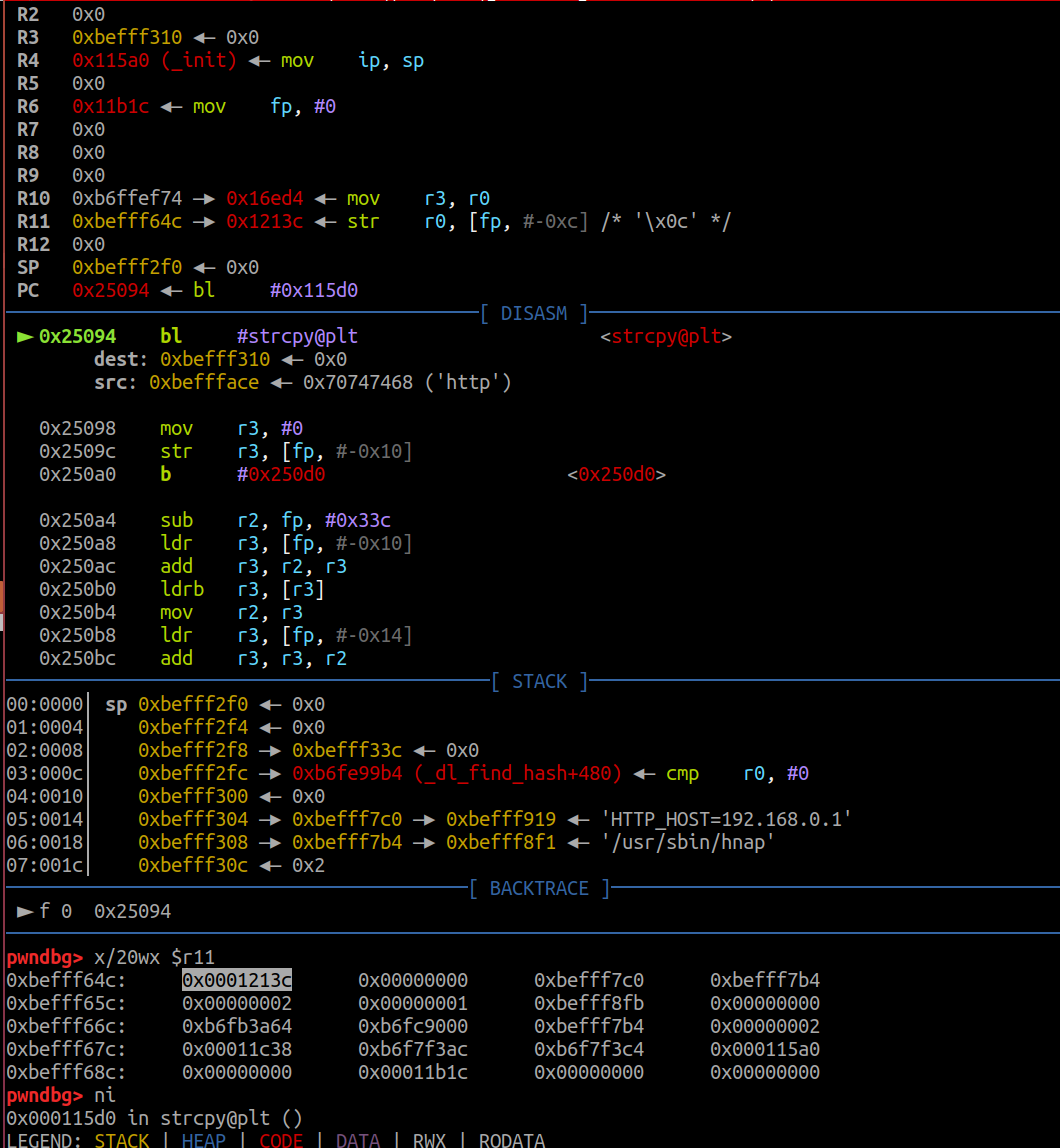 R2   0x0
R3   0xbefff310 ◂— 0x0
R4   0x115a0 (_init) ◂— mov    ip, sp
R5   0x0
R6   0x11b1c ◂— mov    fp, #0
R7   0x0
R8   0x0
R9   0x0
R10  0xb6ffef74 —▸ 0x16ed4 ◂— mov    r3, r0
R11  0xbefff64c —▸ 0x1213c ◂— str    r0, [fp, #-0xc] /* '\x0c' */
R12  0x0
SP   0xbefff2f0 ◂— 0x0
PC   0x25094 ◂— bl     #0x115d0
[ DISASM ]
► 0x25094    bl     #strcpy@plt                     <strcpy@plt>
dest: 0xbefff310 ◂— 0x0
src: 0xbeffface ◂— 0x70747468 ('http')
0x25098    mov    r3, #0
0x2509c    str    r3, [fp, #-0x10]
0x250a0    b      #0x250d0                     <0x250d0>
0x250a4    sub    r2, fp, #0x33c
0x250a8    ldr    r3, [fp, #-0x10]
0x250ac    add    r3, r2, r3
0x250b0    ldrb   r3, [r3]
0x250b4    mov    r2, r3
0x250b8    ldr    r3, [fp, #-0x14]
0x250bc    add    r3, r3, r2
[ STACK ]
00:0000│ sp 0xbefff2f0 ◂— 0x0
01:0004│    0xbefff2f4 ◂— 0x0
02:0008│    0xbefff2f8 —▸ 0xbefff33c ◂— 0x0
03:000c│    0xbefff2fc —▸ 0xb6fe99b4 (_dl_find_hash+480) ◂— cmp    r0, #0
04:0010│    0xbefff300 ◂— 0x0
05:0014│    0xbefff304 —▸ 0xbefff7c0 —▸ 0xbefff919 ◂— 'HTTP_HOST=192.168.0.1'
06:0018│    0xbefff308 —▸ 0xbefff7b4 —▸ 0xbefff8f1 ◂— '/usr/sbin/hnap'
07:001c│    0xbefff30c ◂— 0x2
[ BACKTRACE ]
► f 0  0x25094
pwndbg> x/20wx $r11
0xbefff64c:     0x0001213c      0x00000000      0xbefff7c0      0xbefff7b4
0xbefff65c:     0x00000002      0x00000001      0xbefff8fb      0x00000000
0xbefff66c:     0xb6fb3a64      0xb6fc9000      0xbefff7b4      0x00000002
0xbefff67c:     0x00011c38      0xb6f7f3ac      0xb6f7f3c4      0x000115a0
0xbefff68c:     0x00000000      0x00011b1c      0x00000000      0x00000000
pwndbg> ni
0x000115d0 in strcpy@plt ()
LEGEND: STACK | HEAP | CODE | DATA | RWX | RODATA